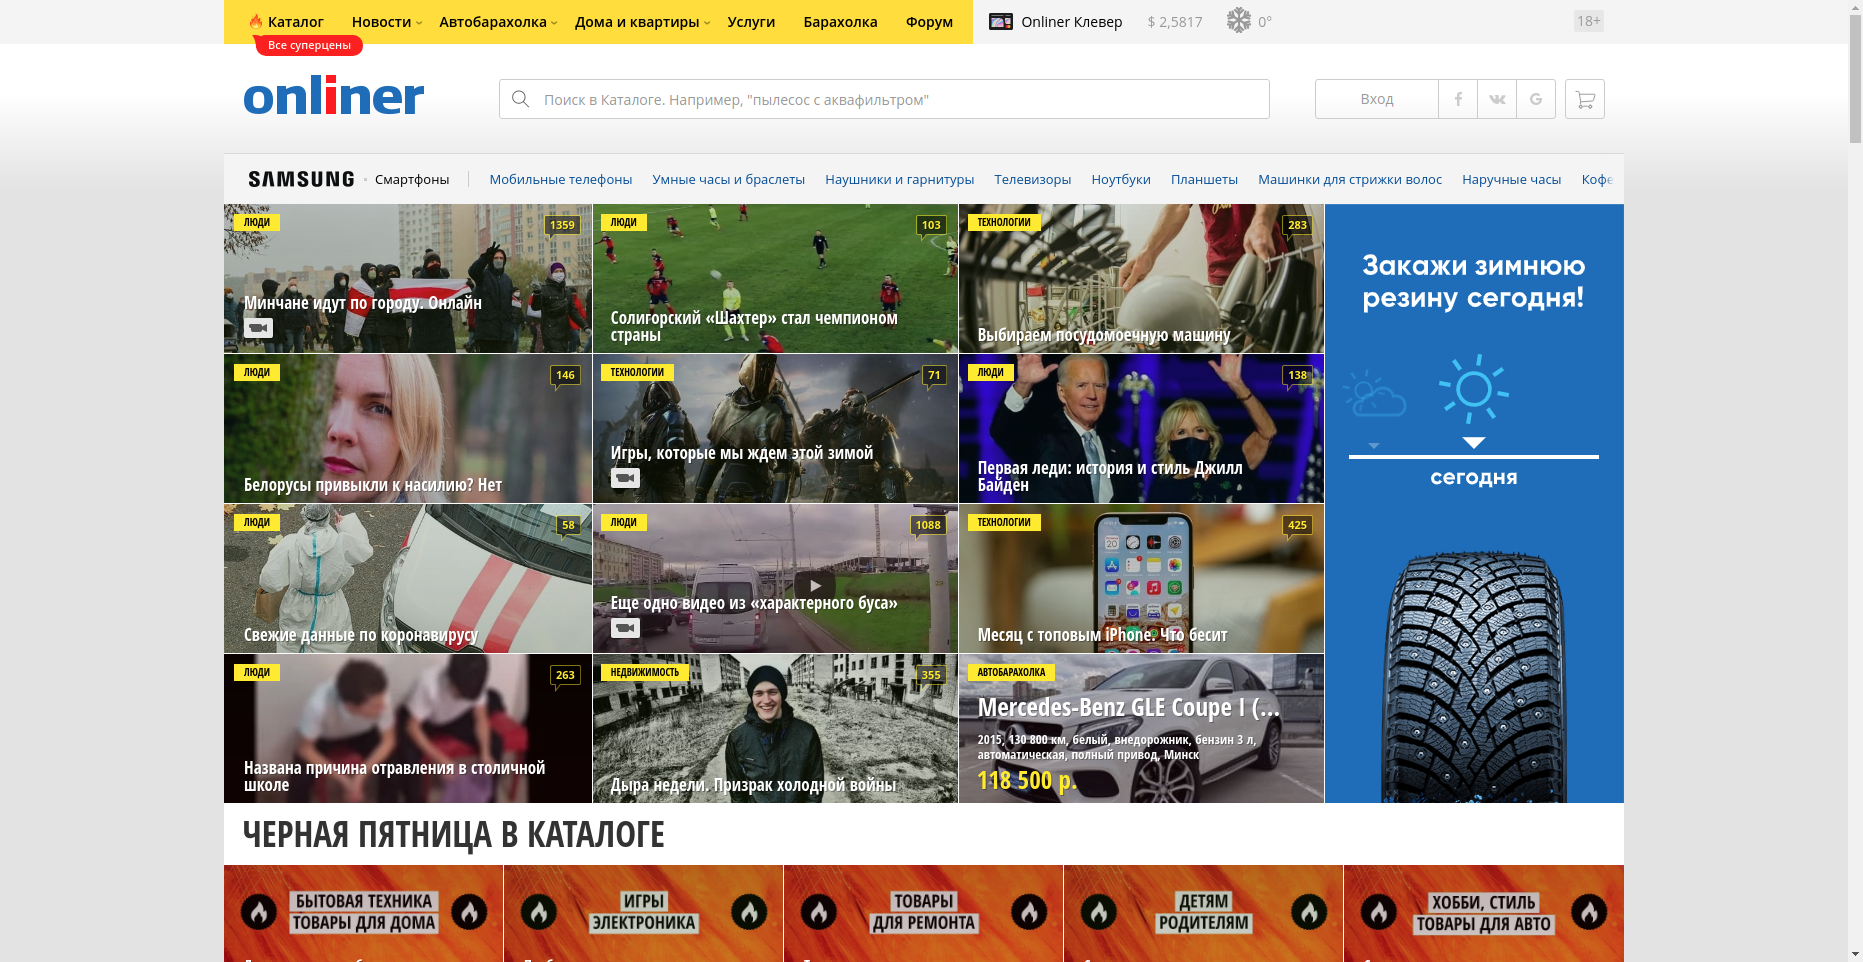 Каталог Новости Автобарахолка Дома и квартиры Услуги Барахолка Форум Onliner Клевер $ 2,5817 0° 18+
Все суперцены
onliner
Поиск в Каталоге. Например, "пылесос с аквафильтром"
Вход
SAMSUNG Смартфоны Мобильные телефоны Умные часы и браслеты Наушники и гарнитуры Телевизоры Ноутбуки Планшеты Машинки для стрижки волос Наручные часы Кофе
ЛЮДИ 1359
Минчане идут по городу. Онлайн
ЛЮДИ 103
Солигорский «Шахтер» стал чемпионом
страны
ТЕХНОЛОГИИ 283
Выбираем посудомоечную машину
Закажи зимнюю
резину сегодня!
сегодня
ЛЮДИ 146
Белорусы привыкли к насилию? Нет
ТЕХНОЛОГИИ 71
Игры, которые мы ждем этой зимой
ЛЮДИ 138
Первая леди: история и стиль Джилл
Байден
ЛЮДИ 58
Свежие данные по коронавирусу
ЛЮДИ 1088
Еще одно видео из «характерного буса»
ТЕХНОЛОГИИ 425
Месяц с топовым iPhone. Что бесит
ЛЮДИ 263
Названа причина отравления в столичной
школе
НЕДВИЖИМОСТЬ 355
Дыра недели. Призрак холодной войны
АВТОБАРАХОЛКА
Mercedes-Benz GLE Coupe I (...
2015, 130 800 км, белый, внедорожник, бензин 3 л,
автоматическая, полный привод, Минск
118 500 р.
ЧЕРНАЯ ПЯТНИЦА В КАТАЛОГЕ
БЫТОВАЯ ТЕХНИКА
ТОВАРЫ ДЛЯ ДОМА
ИГРЫ
ЭЛЕКТРОНИКА
ТОВАРЫ
ДЛЯ РЕМОНТА
ДЕТЯМ
РОДИТЕЛЯМ
ХОББИ, СТИЛЬ
ТОВАРЫ ДЛЯ АВТО